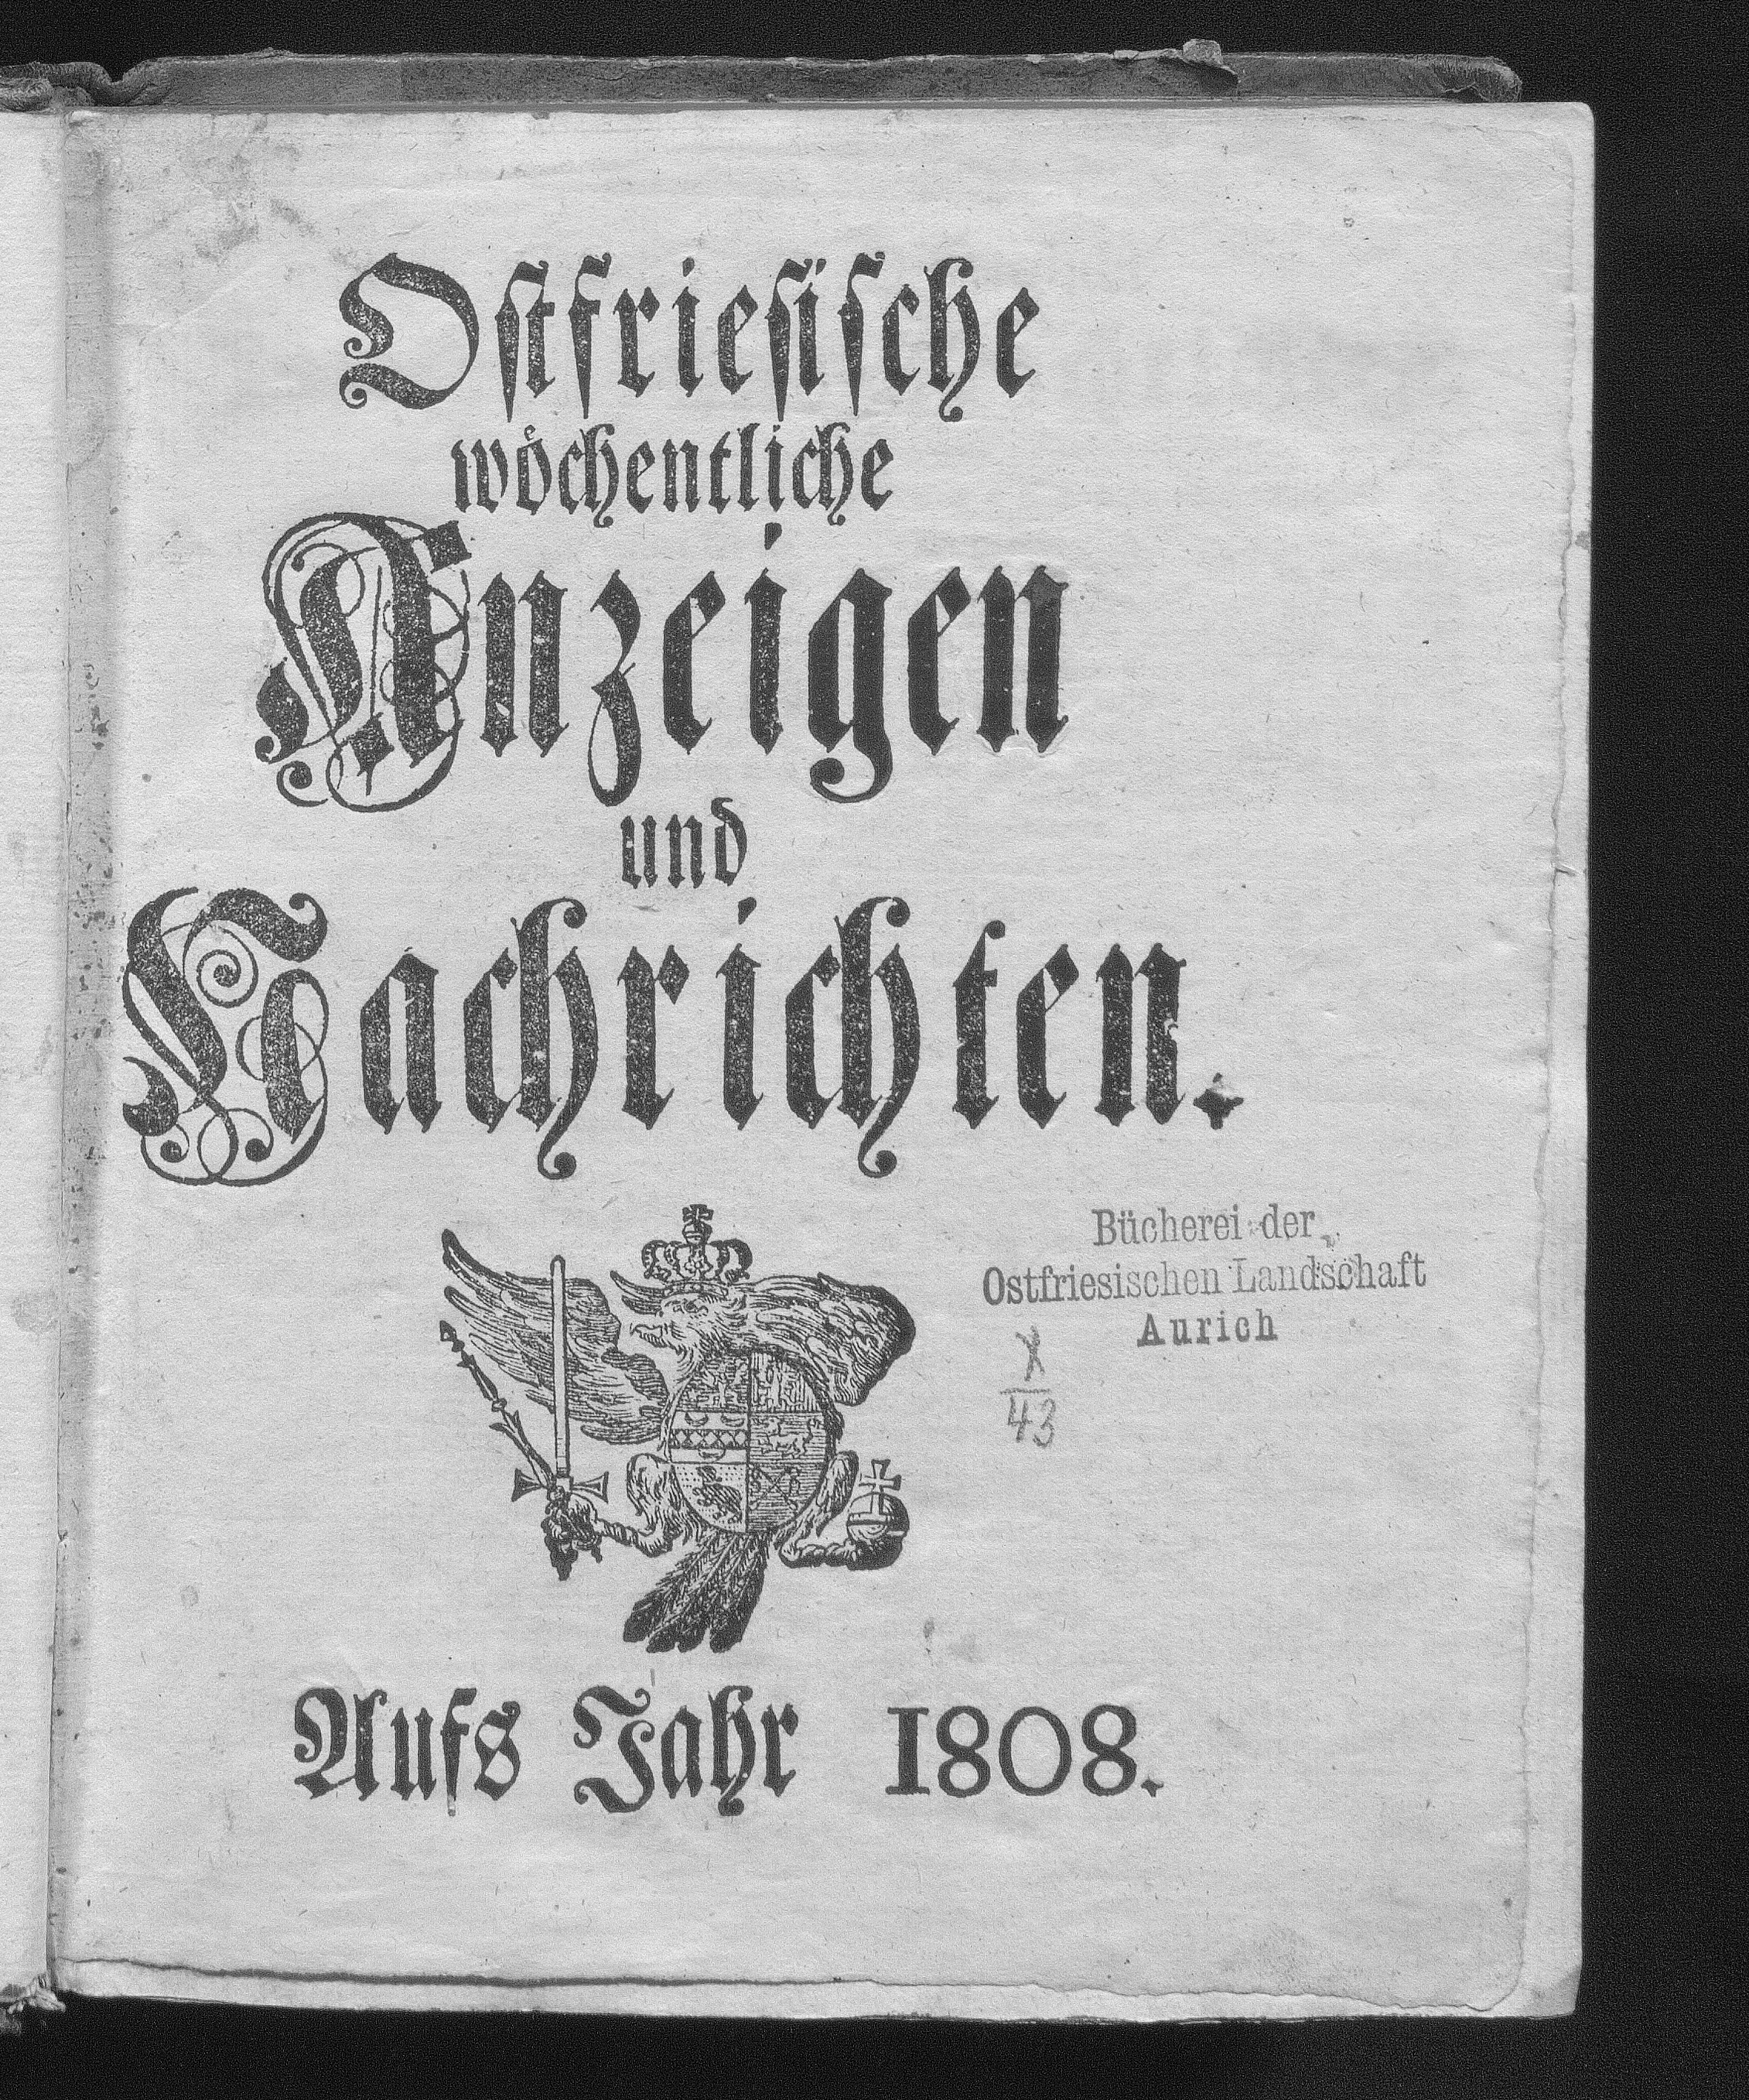 Ostfriesische
wöchentliche
Anzeigen
und
Nachrichten.
Bücherei der
Ostfriesischen Landschaft
Aurich
X
43
Aufs Jahr 1808.